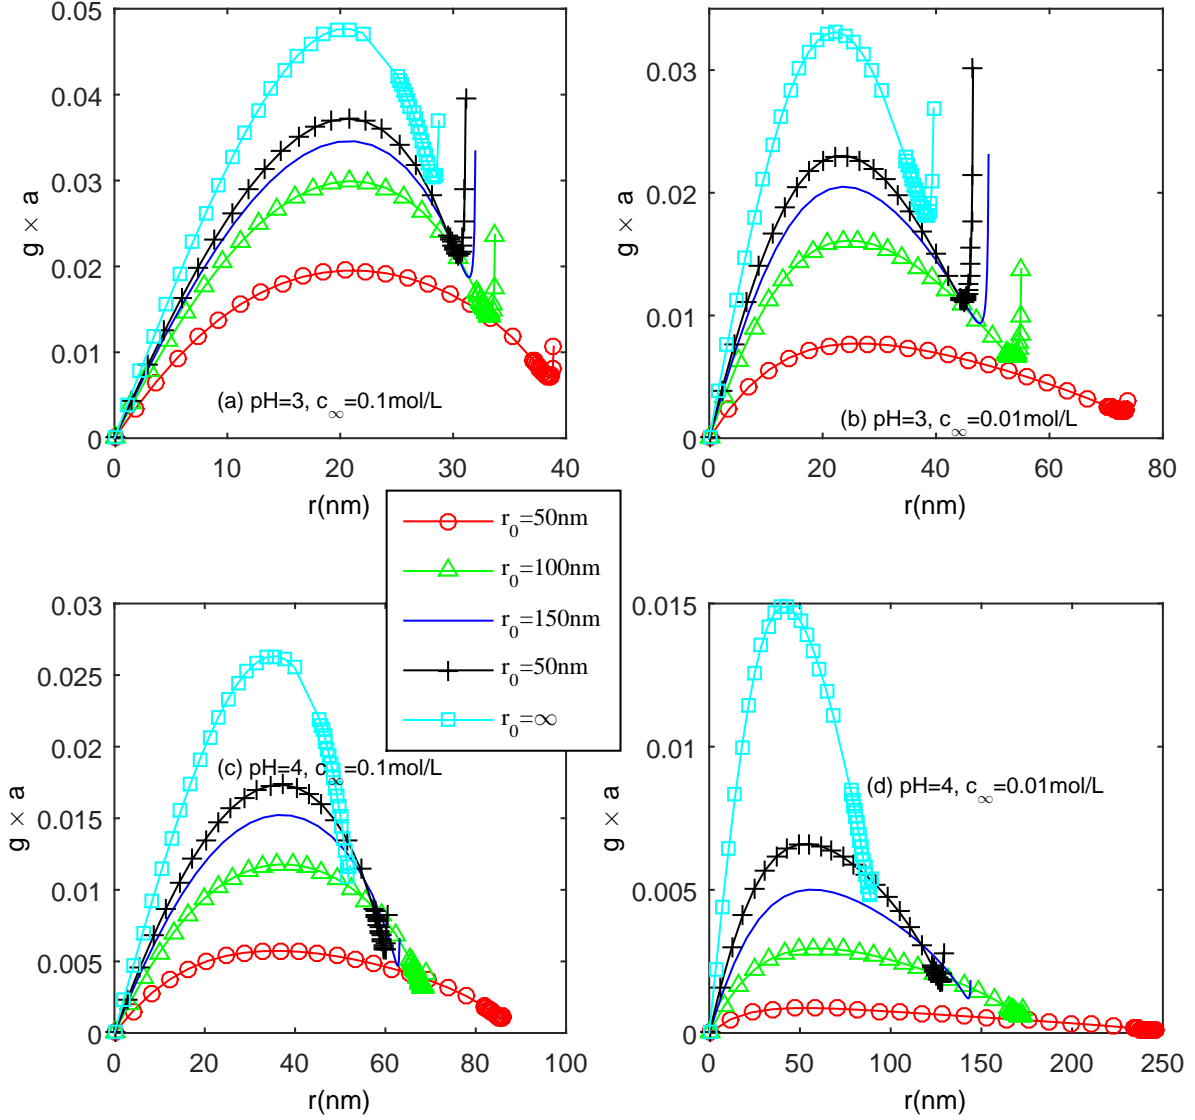 0.05
0.04
0.03
0.02
0.01
0
g × a
0 10 20 30 40
r(nm)
(a) pH=3, c∞=0.1mol/L
0.03
0.02
0.01
0
g × a
0 20 40 60 80
r(nm)
(b) pH=3, c∞=0.01mol/L
r0=50nm
r0=100nm
r0=150nm
r0=50nm
r0=∞
0.03
0.025
0.02
0.015
0.01
0.005
0
g × a
0 20 40 60 80 100
r(nm)
(c) pH=4, c∞=0.1mol/L
0.015
0.01
0.005
0
g × a
0 50 100 150 200 250
r(nm)
(d) pH=4, c∞=0.01mol/L